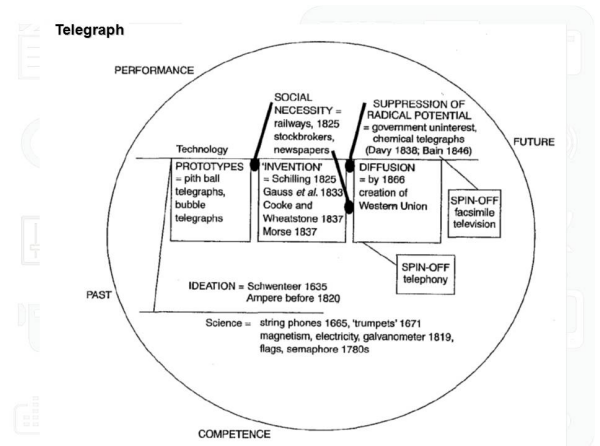 Telegraph
PERFORMANCE
SOCIAL
NECESSITY =
railways, 1825
stockbrokers,
newspapers
SUPPRESSION OF
RADICAL POTENTIAL
= government uninterest,
chemical telegraphs
(Davy 1838; Bain 1846)
FUTURE
Technology
PROTOTYPES
= pith ball
telegraphs,
bubble
telegraphs
'INVENTION'
= Schilling 1825
Gauss et al. 1833
Cooke and
Wheatstone 1837
Morse 1837
DIFFUSION
= by 1866
creation of
Western Union
SPIN-OFF
facsimile
television
SPIN-OFF
telephony
IDEATION = Schwenteer 1635
Ampere before 1820
PAST
Science = string phones 1665, 'trumpets' 1671
magnetism, electricity, galvanometer 1819,
flags, semaphore 1780s
COMPETENCE